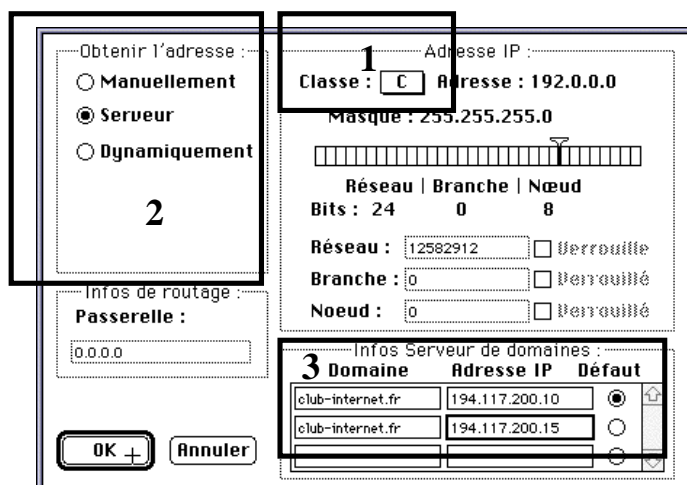 Obtenir l'adresse :
Manuellement
Serveur
Dynamiquement
2
1
Adresse IP :
Classe : C Adresse : 192.0.0.0
Masque : 255.255.255.0
Réseau | Branche | Nœud
Bits : 24 0 8
Réseau : 12582912 Verrouillé
Branche : 0 Verrouillé
Noeud : 0 Verrouillé
Infos de routage :
Passerelle :
0.0.0.0
Infos Serveur de domaines :
3
Domaine Adresse IP Défaut
club-internet.fr 194.117.200.10
club-internet.fr 194.117.200.15
OK Annuler